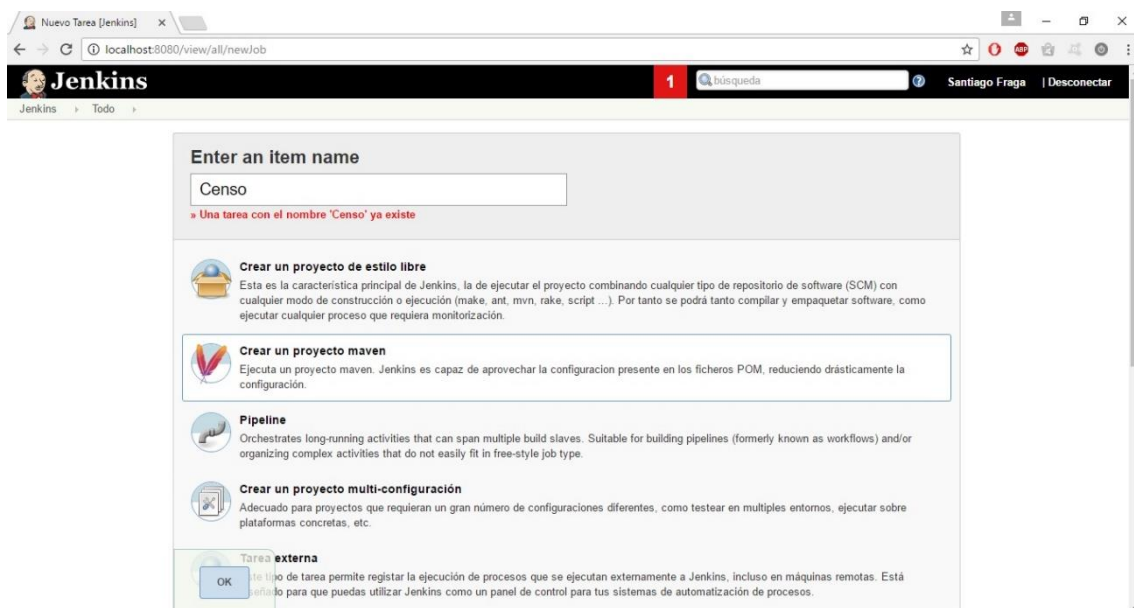 Nuevo Tarea [Jenkins]
localhost:8080/view/all/newJob
ABP
Jenkins
1
búsqueda
Santiago Fraga | Desconectar
Jenkins Todo
Enter an item name
Censo
» Una tarea con el nombre 'Censo' ya existe
Crear un proyecto de estilo libre
Esta es la característica principal de Jenkins, la de ejecutar el proyecto combinando cualquier tipo de repositorio de software (SCM) con
cualquier modo de construcción o ejecución (make, ant, mvn, rake, script ...). Por tanto se podrá tanto compilar y empaquetar software, como
ejecutar cualquier proceso que requiera monitorización.
Crear un proyecto maven
Ejecuta un proyecto maven. Jenkins es capaz de aprovechar la configuracion presente en los ficheros POM, reduciendo drásticamente la
configuración.
Pipeline
Orchestrates long-running activities that can span multiple build slaves. Suitable for building pipelines (formerly known as workflows) and/or
organizing complex activities that do not easily fit in free-style job type.
Crear un proyecto multi-configuración
Adecuado para proyectos que requieran un gran número de configuraciones diferentes, como testear en multiples entornos, ejecutar sobre
plataformas concretas, etc.
Tarea externa
tipo de tarea permite registar la ejecución de procesos que se ejecutan externamente a Jenkins, incluso en máquinas remotas. Está
OK
para que puedas utilizar Jenkins como un panel de control para tus sistemas de automatización de procesos.